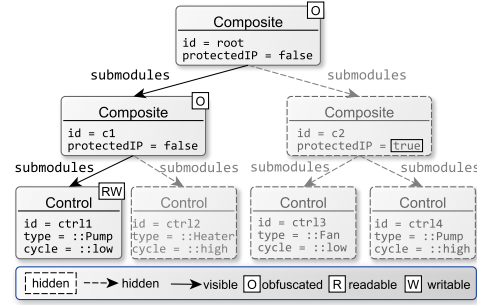 Composite
O
id = root
protectedIP = false
submodules
submodules
Composite
O
id = c1
protectedIP = false
Composite
id = c2
protectedIP = true
submodules
submodules
submodules
submodules
Control
RW
id = ctrl1
type = ::Pump
cycle = ::low
Control
id = ctrl2
type = ::Heater
cycle = ::high
Control
id = ctrl3
type = ::Fan
cycle = ::low
Control
id = ctrl4
type = ::Pump
cycle = ::high
hidden hidden visible O obfuscated R readable W writable